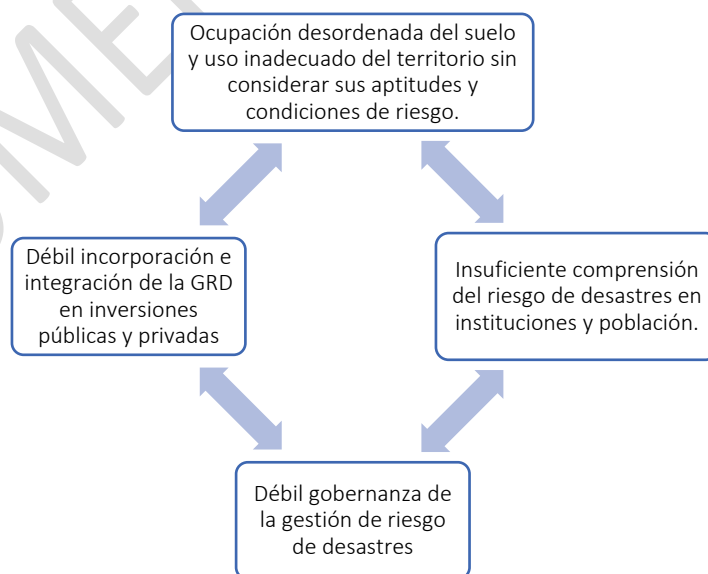 Ocupación desordenada del suelo
y uso inadecuado del territorio sin
considerar sus aptitudes y
condiciones de riesgo.
Débil incorporación e
integración de la GRD
en inversiones
públicas y privadas
Insuficiente comprensión
del riesgo de desastres en
instituciones y población.
Débil gobernanza de
la gestión de riesgo
de desastres